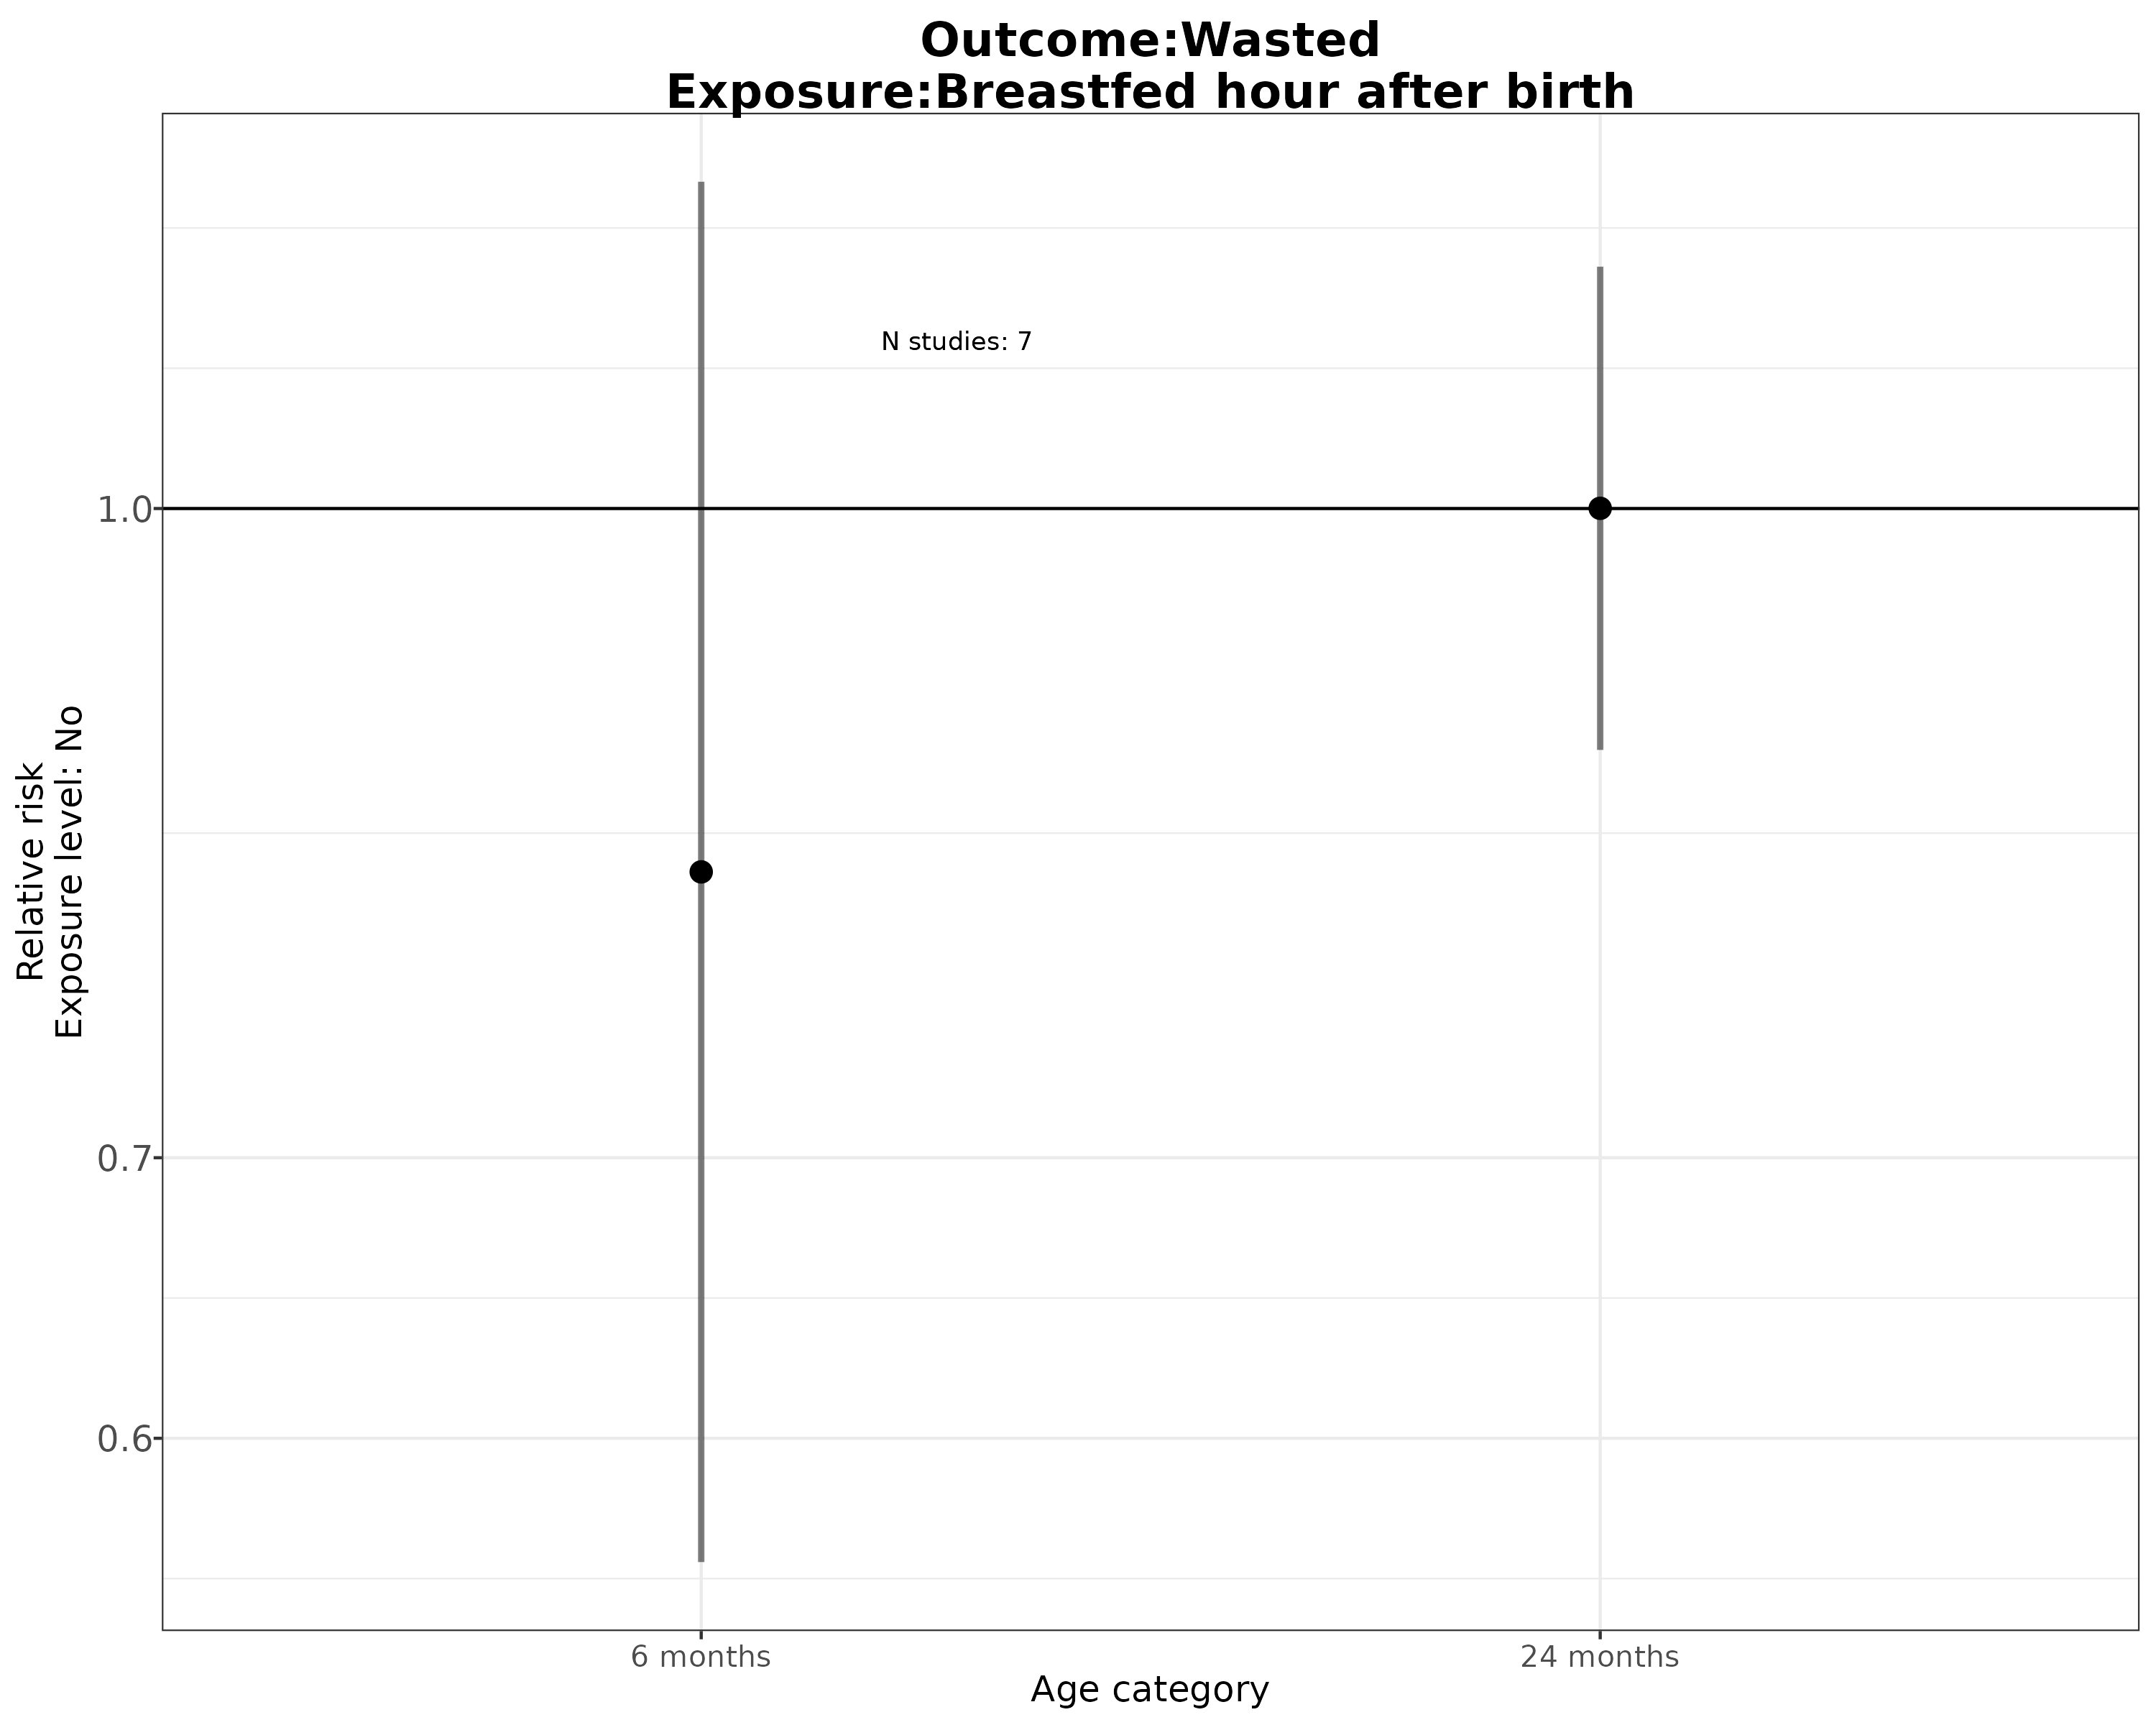 Outcome:Wasted
Exposure:Breastfed hour after birth
N studies: 7
Relative risk
Exposure level: No
1.0
0.7
0.6
6 months
24 months
Age category